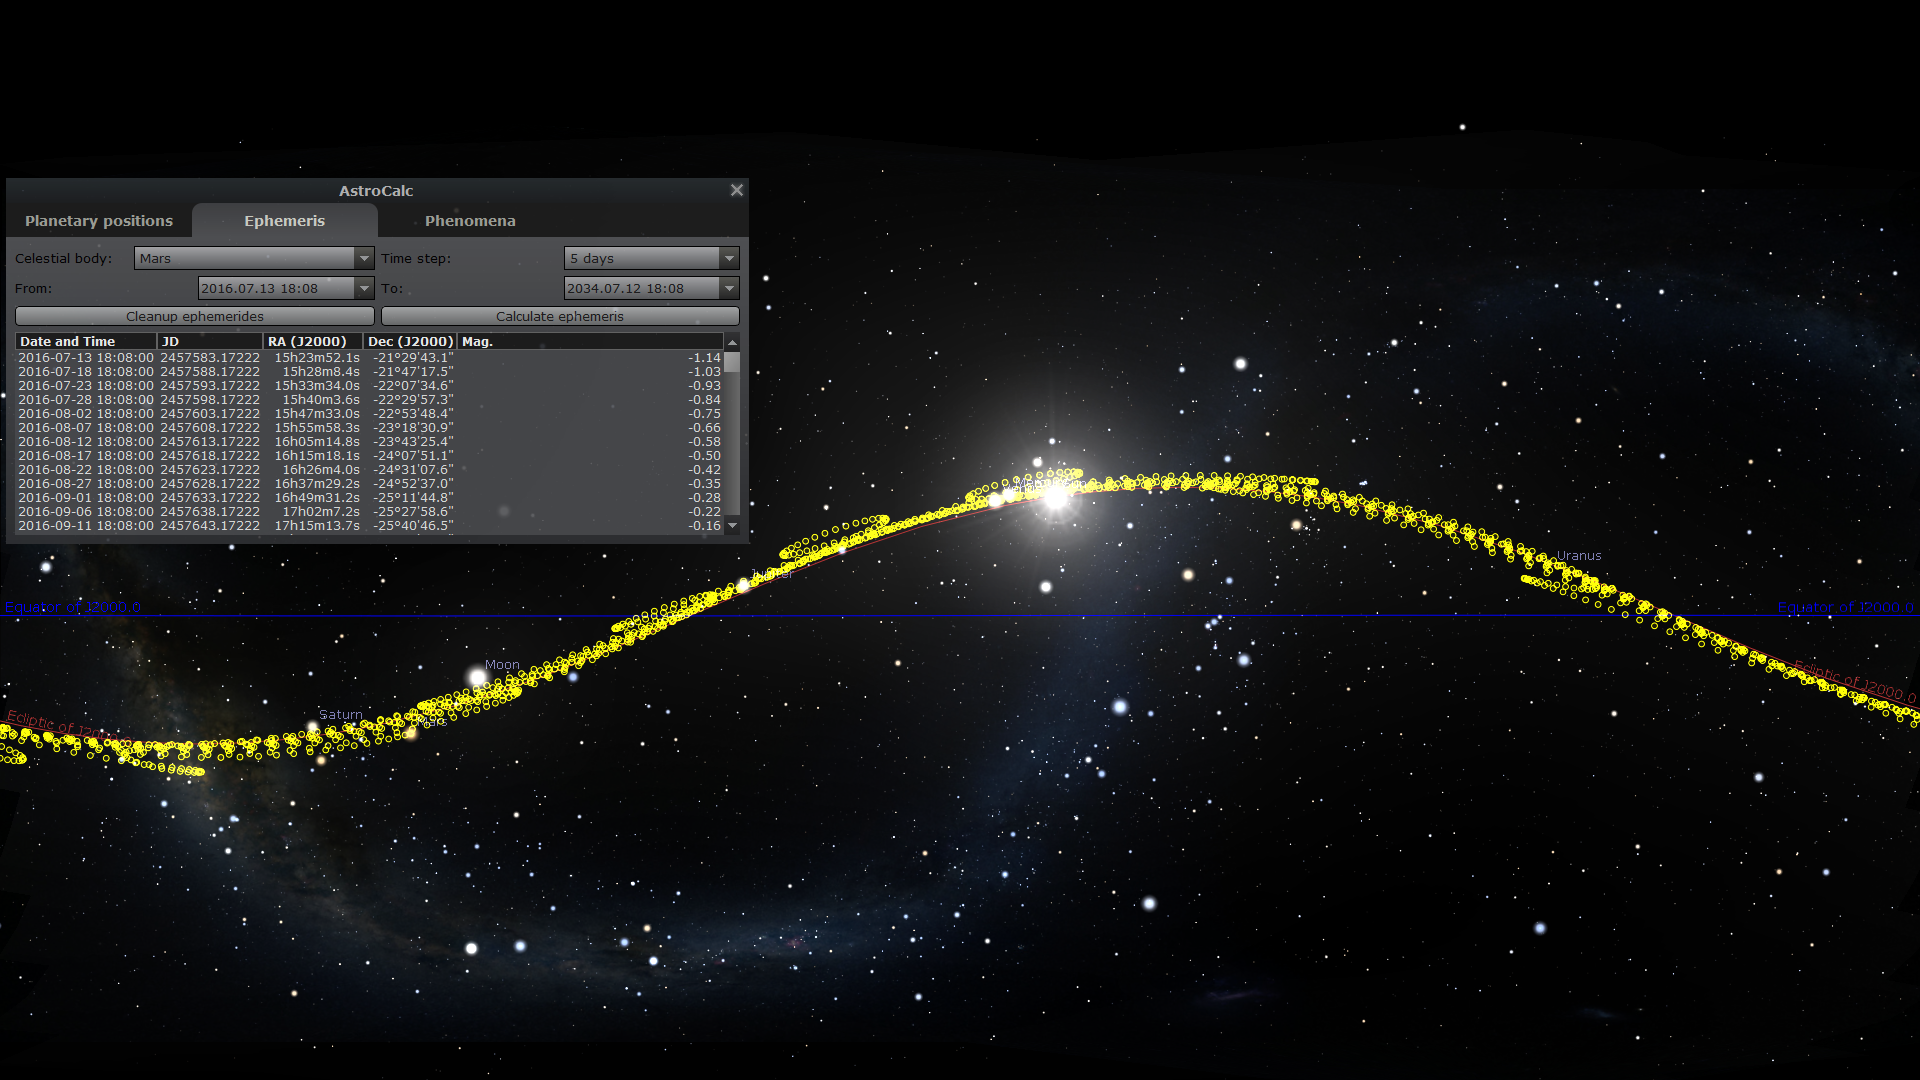 AstroCalc
Planetary positions Ephemeris Phenomena
Celestial body: Mars Time step: 5 days
From: 2016.07.13 18:08 To: 2034.07.12 18:08
Cleanup ephemerides Calculate ephemeris
Date and Time JD RA (J2000) Dec (J2000) Mag.
2016-07-13 18:08:00 2457583.17222 15h23m52.1s -21°29'43.1" -1.14
2016-07-18 18:08:00 2457588.17222 15h28m8.4s -21°47'17.5" -1.03
2016-07-23 18:08:00 2457593.17222 15h33m34.0s -22°07'34.6" -0.93
2016-07-28 18:08:00 2457598.17222 15h40m3.6s -22°29'57.3" -0.84
2016-08-02 18:08:00 2457603.17222 15h47m33.0s -22°53'48.4" -0.75
2016-08-07 18:08:00 2457608.17222 15h55m58.3s -23°18'30.9" -0.66
2016-08-12 18:08:00 2457613.17222 16h05m14.8s -23°43'25.4" -0.58
2016-08-17 18:08:00 2457618.17222 16h15m18.1s -24°07'51.1" -0.50
2016-08-22 18:08:00 2457623.17222 16h26m4.0s -24°31'07.6" -0.42
2016-08-27 18:08:00 2457628.17222 16h37m29.2s -24°52'37.0" -0.35
2016-09-01 18:08:00 2457633.17222 16h49m31.2s -25°11'44.8" -0.28
2016-09-06 18:08:00 2457638.17222 17h02m7.2s -25°27'58.6" -0.22
2016-09-11 18:08:00 2457643.17222 17h15m13.7s -25°40'46.5" -0.16
Uranus
Jupiter
Equator of J2000.0
Equator of J2000.0
Moon
Ecliptic of J2000.0
Saturn
Mars
Ecliptic of J2000.0